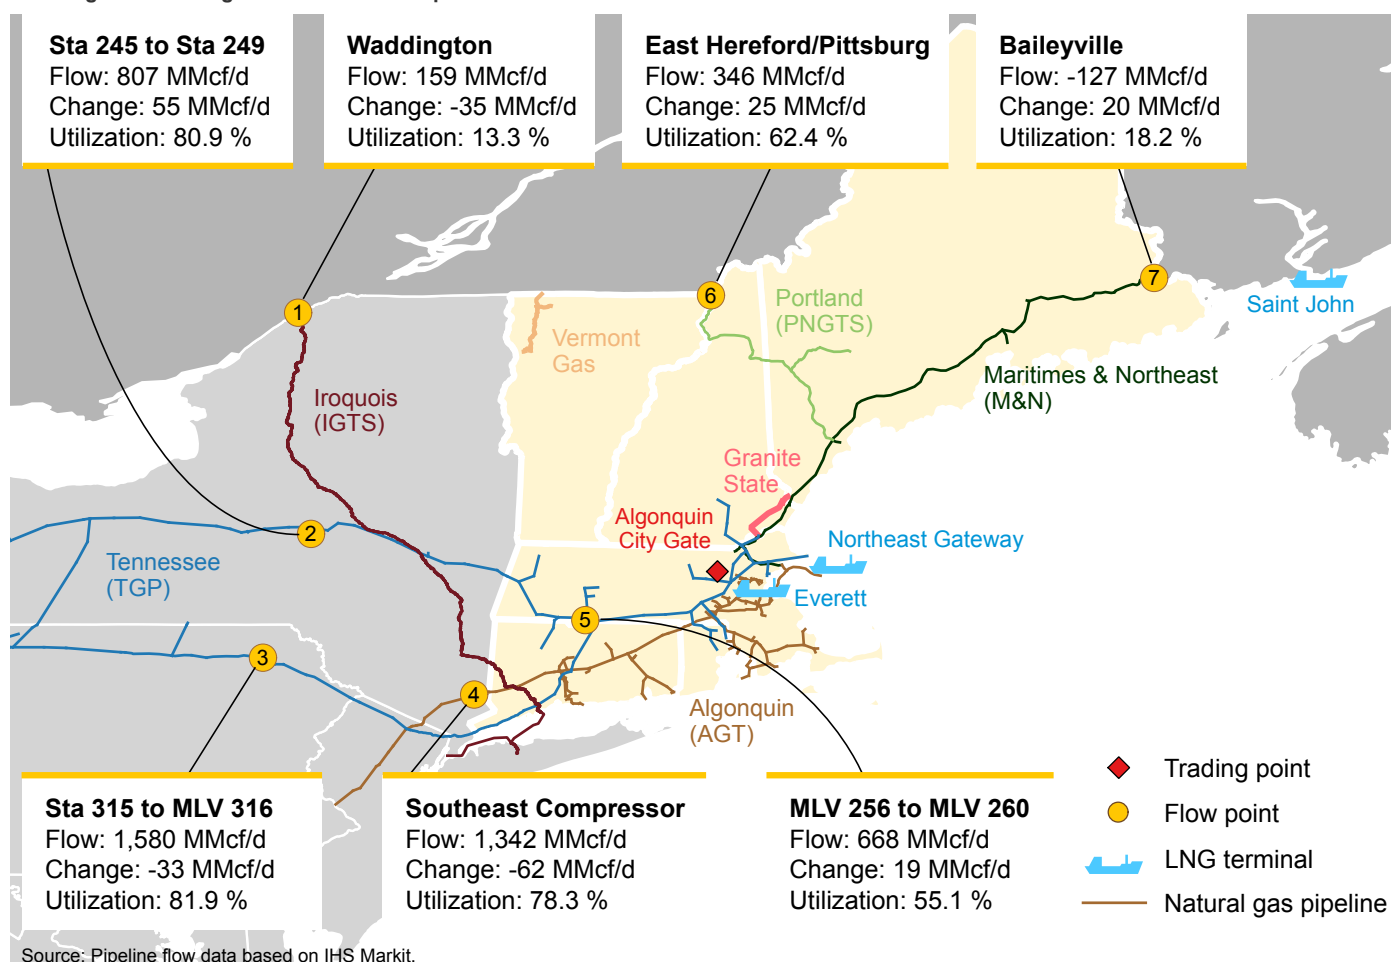 Sta 245 to Sta 249
Flow: 807 MMcf/d
Change: 55 MMcf/d
Utilization: 80.9 %
Waddington
Flow: 159 MMcf/d
Change: -35 MMcf/d
Utilization: 13.3 %
East Hereford/Pittsburg
Flow: 346 MMcf/d
Change: 25 MMcf/d
Utilization: 62.4 %
Baileyville
Flow: -127 MMcf/d
Change: 20 MMcf/d
Utilization: 18.2 %
1
6
7
Portland
(PNGTS)
Saint John
Vermont
Gas
Maritimes & Northeast
(M&N)
Iroquois
(IGTS)
Granite
State
Algonquin
City Gate
2
Northeast Gateway
Tennessee
(TGP)
Everett
5
3
4
Algonquin
(AGT)
Sta 315 to MLV 316
Flow: 1,580 MMcf/d
Change: -33 MMcf/d
Utilization: 81.9 %
Southeast Compressor
Flow: 1,342 MMcf/d
Change: -62 MMcf/d
Utilization: 78.3 %
MLV 256 to MLV 260
Flow: 668 MMcf/d
Change: 19 MMcf/d
Utilization: 55.1 %
Trading point
Flow point
LNG terminal
Natural gas pipeline
Source: Pipeline flow data based on IHS Markit.